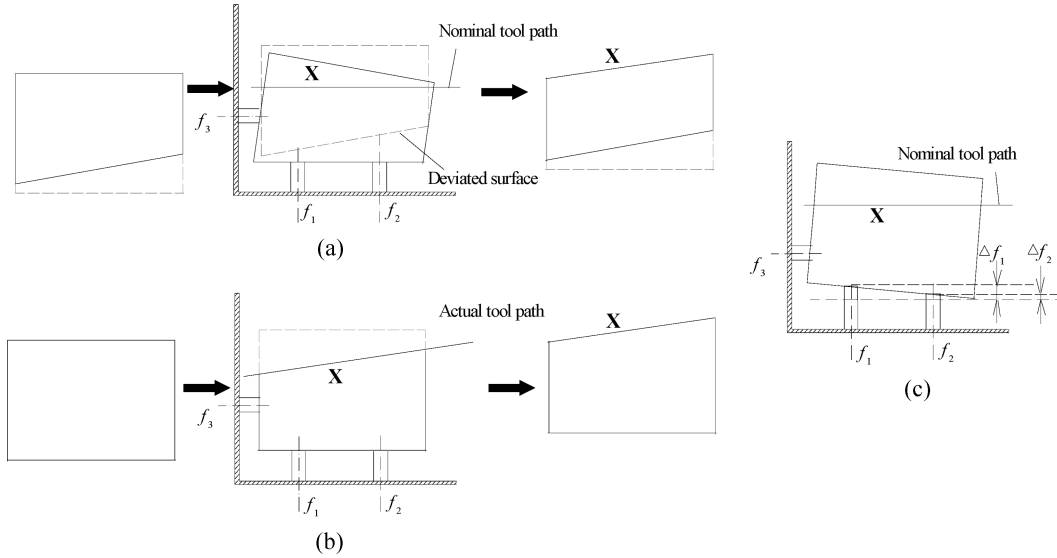 Nominal tool path
X
X
f3
Deviated surface
f1
f2
(a)
Nominal tool path
X
△f1
△f2
f3
f1
f2
(c)
Actual tool path
X
X
f3
f1
f2
(b)